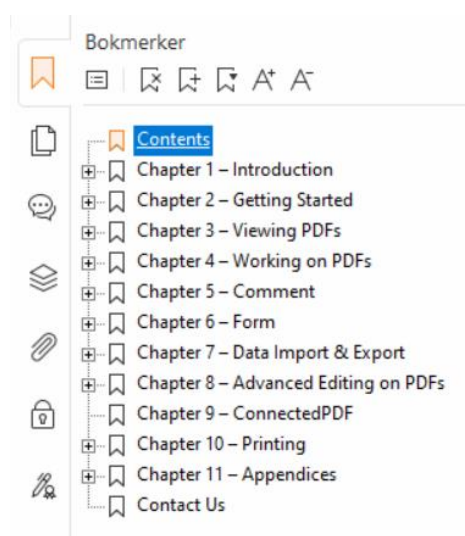 Bokmerker
A+ A-
Contents
Chapter 1 – Introduction
Chapter 2 – Getting Started
Chapter 3 – Viewing PDFs
Chapter 4 – Working on PDFs
Chapter 5 – Comment
Chapter 6 – Form
Chapter 7 – Data Import & Export
Chapter 8 – Advanced Editing on PDFs
Chapter 9 – ConnectedPDF
Chapter 10 – Printing
Chapter 11 – Appendices
Contact Us